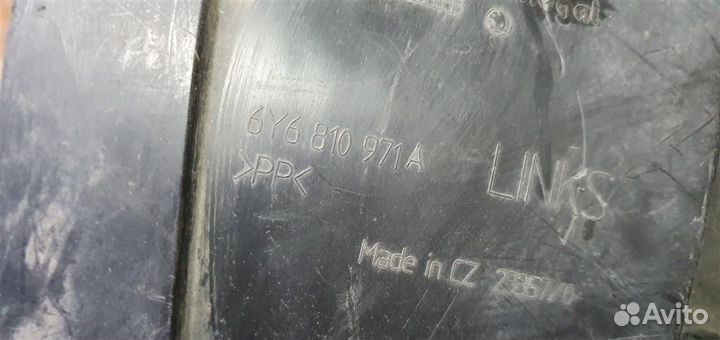 6Y6 810 971 A
>PP<
LINKS
Made in CZ
Avito